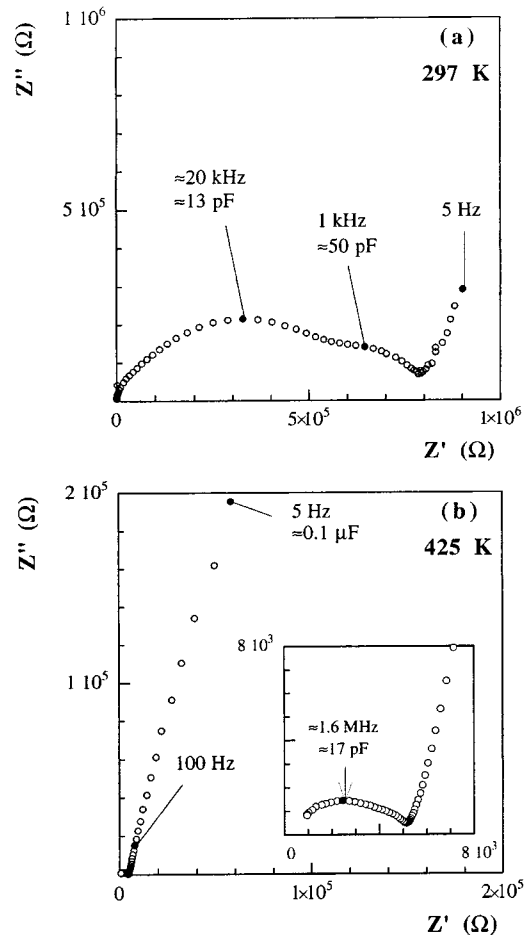 1 10⁶
(a)
297 K
Z'' (Ω)
≈20 kHz
≈13 pF
1 kHz
≈50 pF
5 Hz
5 10⁵
0
0
5×10⁵
1×10⁶
Z' (Ω)
2 10⁵
(b)
425 K
Z'' (Ω)
5 Hz
≈0.1 µF
8 10³
≈1.6 MHz
≈17 pF
1 10⁵
100 Hz
0
8 10³
0
0
1×10⁵
2×10⁵
Z' (Ω)